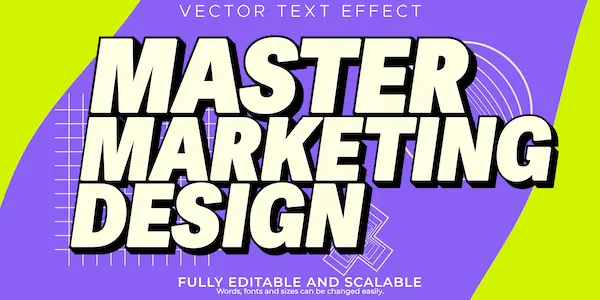 VECTOR TEXT EFFECT
MASTER
MARKETING
DESIGN
FULLY EDITABLE AND SCALABLE
Words, fonts and sizes can be changed easily.